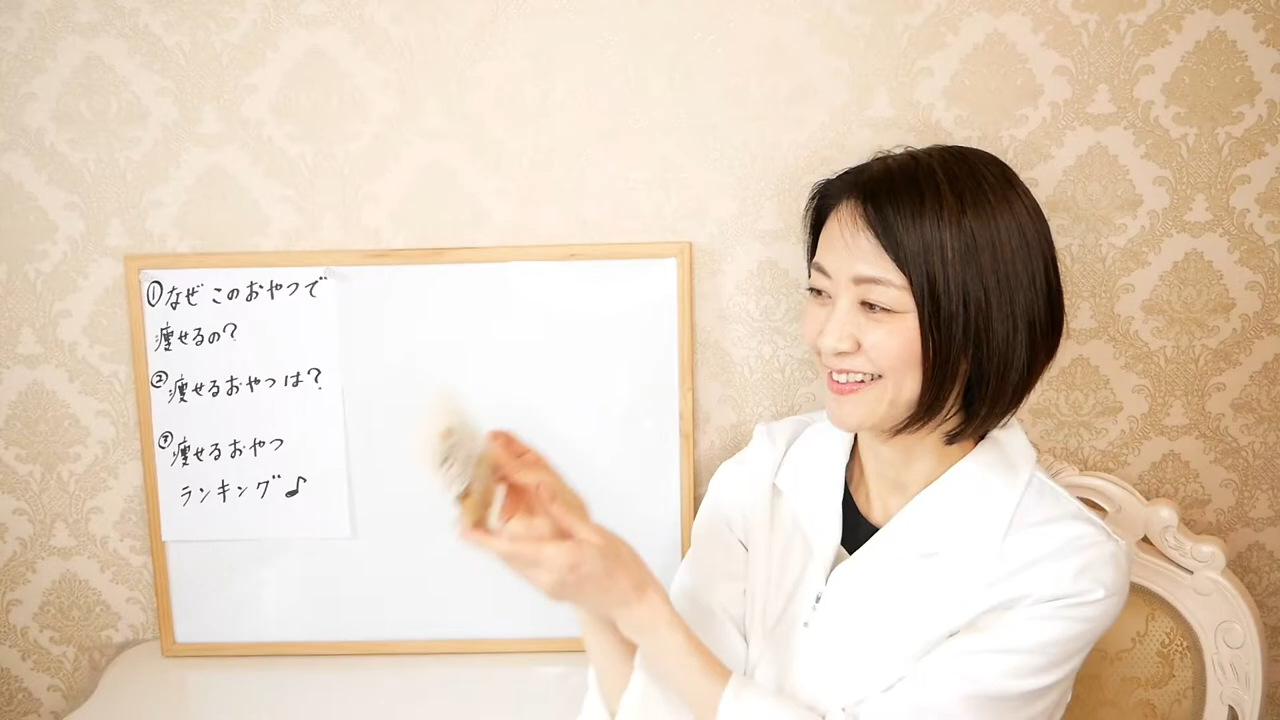 ①なぜこのおやつで
痩せるの？
②痩せるおやつは？
③痩せるおやつ
ランキング♪